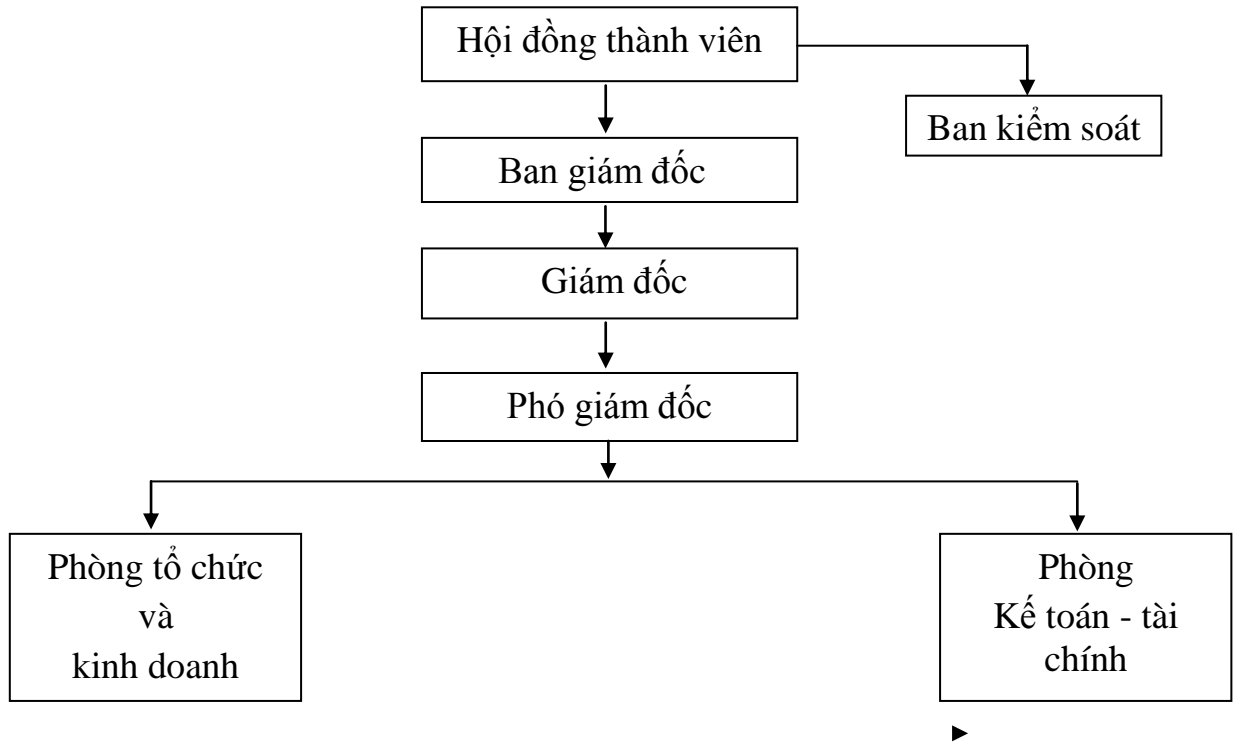 Hội đồng thành viên
Ban kiểm soát
Ban giám đốc
Giám đốc
Phó giám đốc
Phòng tổ chức
và
kinh doanh
Phòng
Kế toán - tài
chính